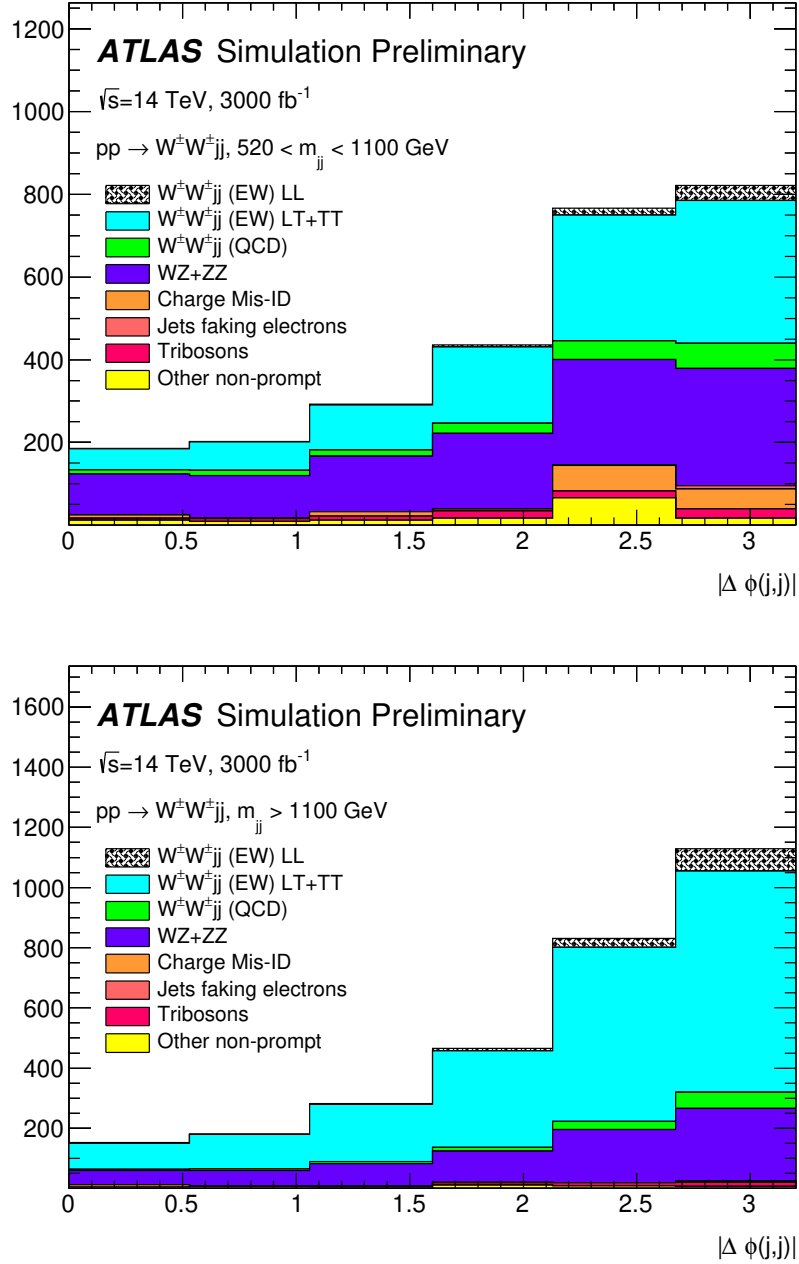 1200
1000
800
600
400
200
ATLAS Simulation Preliminary
√s=14 TeV, 3000 fb⁻¹
pp → W±W±jj, 520 < m_jj < 1100 GeV
W±W±jj (EW) LL
W±W±jj (EW) LT+TT
W±W±jj (QCD)
WZ+ZZ
Charge Mis-ID
Jets faking electrons
Tribosons
Other non-prompt
0 0.5 1 1.5 2 2.5 3
|Δ ϕ(j,j)|
1600
1400
1200
1000
800
600
400
200
ATLAS Simulation Preliminary
√s=14 TeV, 3000 fb⁻¹
pp → W±W±jj, m_jj > 1100 GeV
W±W±jj (EW) LL
W±W±jj (EW) LT+TT
W±W±jj (QCD)
WZ+ZZ
Charge Mis-ID
Jets faking electrons
Tribosons
Other non-prompt
0 0.5 1 1.5 2 2.5 3
|Δ ϕ(j,j)|